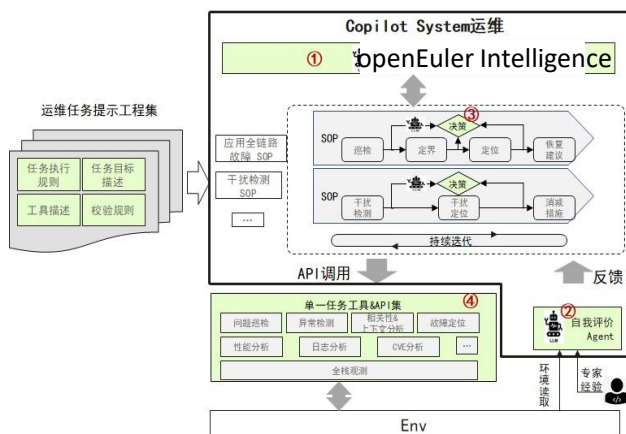 Copilot System运维
① openEuler Intelligence
运维任务提示工程集
任务执行
规则
任务目标
描述
工具描述
校验规则
应用全链路
故障 SOP
干扰检测
SOP
...
③
SOP
LLM
决策
巡检
定界
定位
恢复
建议
SOP
LLM
决策
干扰
检测
干扰
定位
消减
措施
持续迭代
API调用
反馈
单一任务工具&API集
④
问题巡检
异常检测
相关性&
上下文分析
故障定位
性能分析
日志分析
CVE分析
...
全栈观测
②
LLM
自我评价
Agent
环境读取
专家
经验
Env